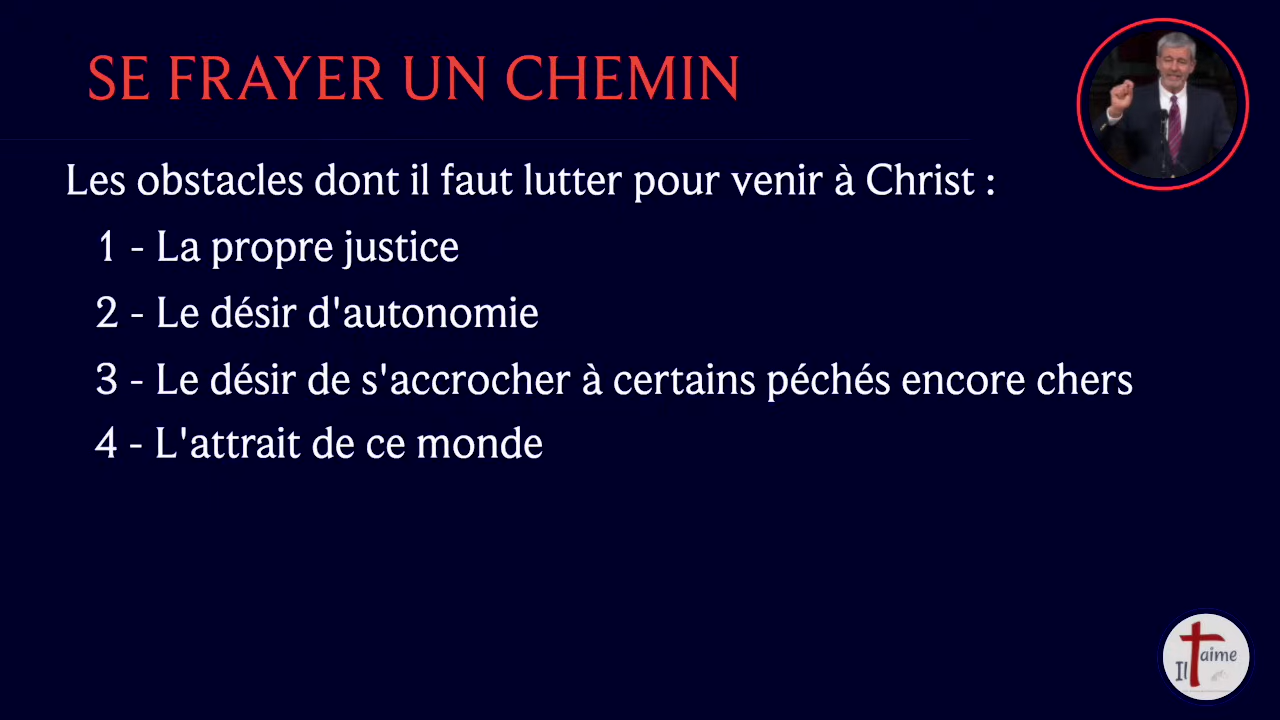 SE FRAYER UN CHEMIN
Les obstacles dont il faut lutter pour venir à Christ :
1 - La propre justice
2 - Le désir d'autonomie
3 - Le désir de s'accrocher à certains péchés encore chers
4 - L'attrait de ce monde
Il t aime